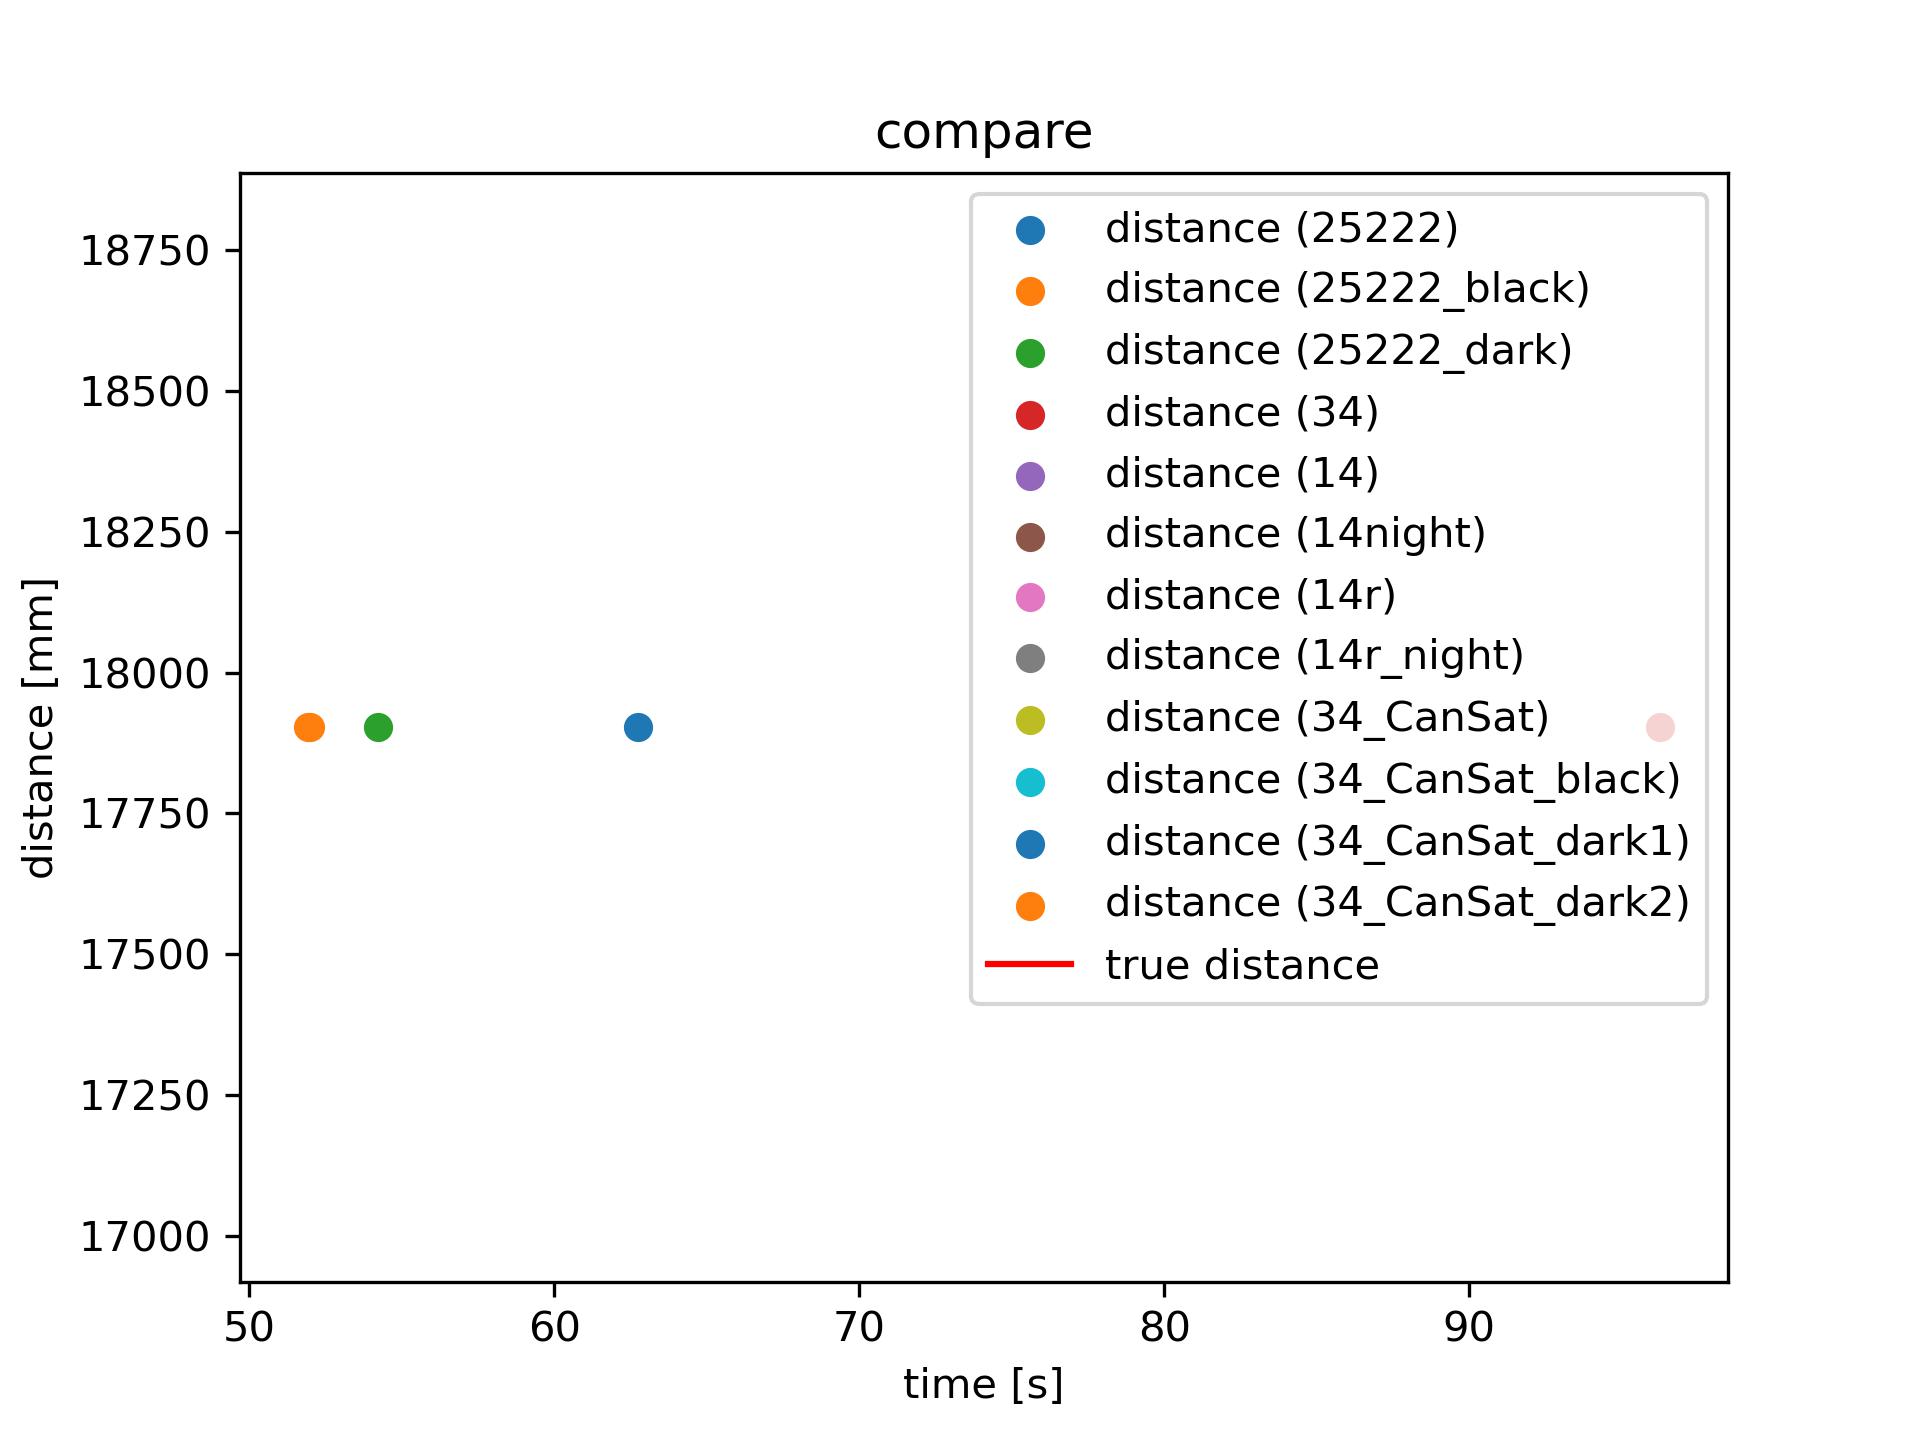 compare
distance [mm]
18750
18500
18250
18000
17750
17500
17250
17000
distance (25222)
distance (25222_black)
distance (25222_dark)
distance (34)
distance (14)
distance (14night)
distance (14r)
distance (14r_night)
distance (34_CanSat)
distance (34_CanSat_black)
distance (34_CanSat_dark1)
distance (34_CanSat_dark2)
true distance
50 60 70 80 90
time [s]